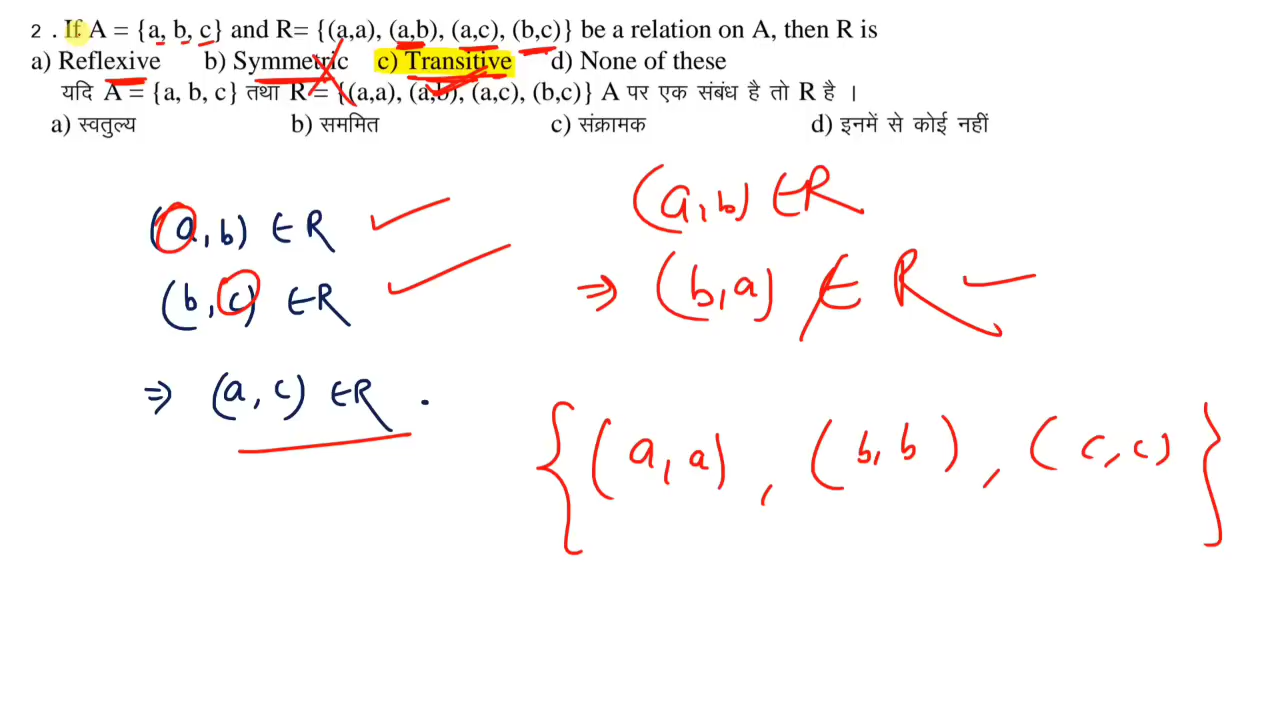 2 . If A = {a, b, c} and R= {(a,a), (a,b), (a,c), (b,c)} be a relation on A, then R is
a) Reflexive b) Symmetric c) Transitive d) None of these
यदि A = {a, b, c} तथा R = {(a,a), (a,b), (a,c), (b,c)} A पर एक संबंध है तो R है ।
a) स्वतुल्य b) सममित c) संक्रामक d) इनमें से कोई नहीं
(a, b) ∈ R
(b, c) ∈ R
⇒ (a, c) ∈ R .
(a, b) ∈ R
⇒ (b, a) ∉ R
{(a, a), (b, b), (c, c)}